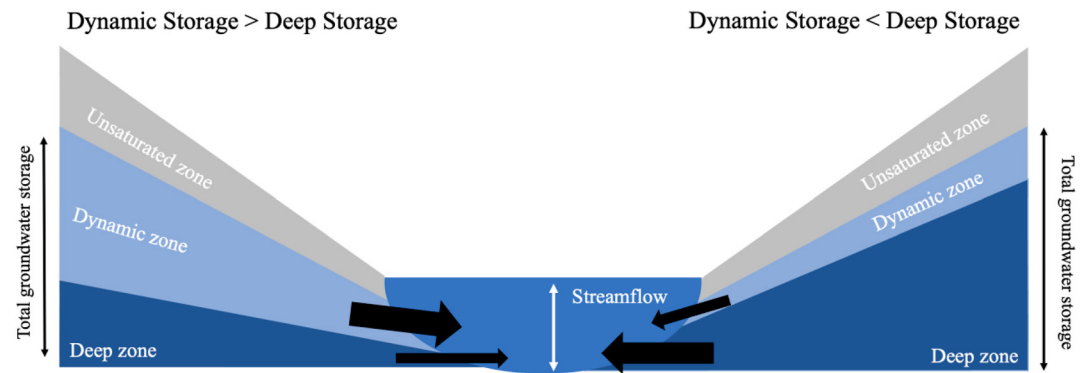 Dynamic Storage > Deep Storage
Dynamic Storage < Deep Storage
Total groundwater storage
Unsaturated zone
Dynamic zone
Deep zone
Streamflow
Unsaturated zone
Dynamic zone
Deep zone
Total groundwater storage